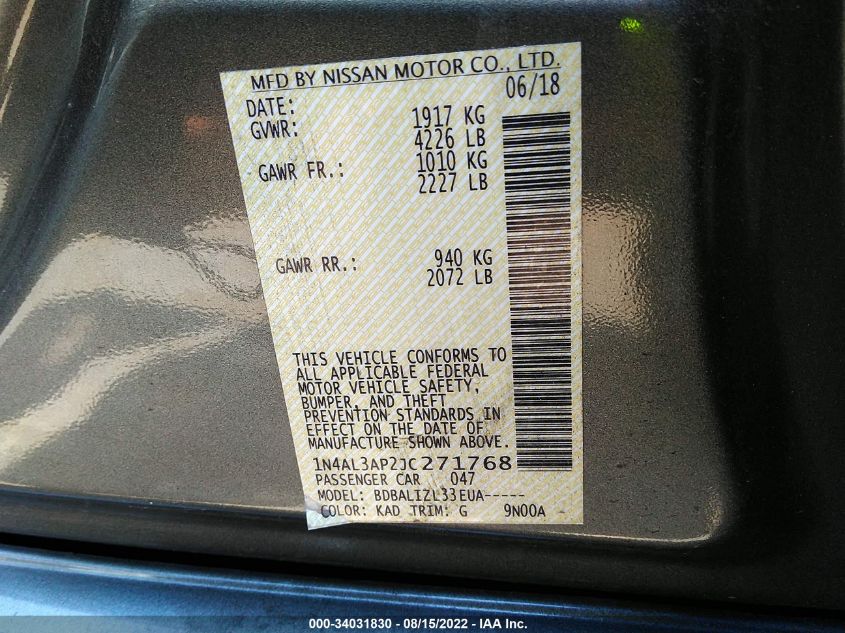 MFD BY NISSAN MOTOR CO., LTD.
DATE: 06/18
GVWR: 1917 KG
4226 LB
GAWR FR.: 1010 KG
2227 LB
GAWR RR.: 940 KG
2072 LB
THIS VEHICLE CONFORMS TO
ALL APPLICABLE FEDERAL
MOTOR VEHICLE SAFETY,
BUMPER, AND THEFT
PREVENTION STANDARDS IN
EFFECT ON THE DATE OF
MANUFACTURE SHOWN ABOVE.
1N4AL3AP2JC271768
PASSENGER CAR 047
MODEL: BDBALIZL33EUA-----
COLOR: KAD TRIM: G 9N00A
000-34031830 - 08/15/2022 - IAA Inc.